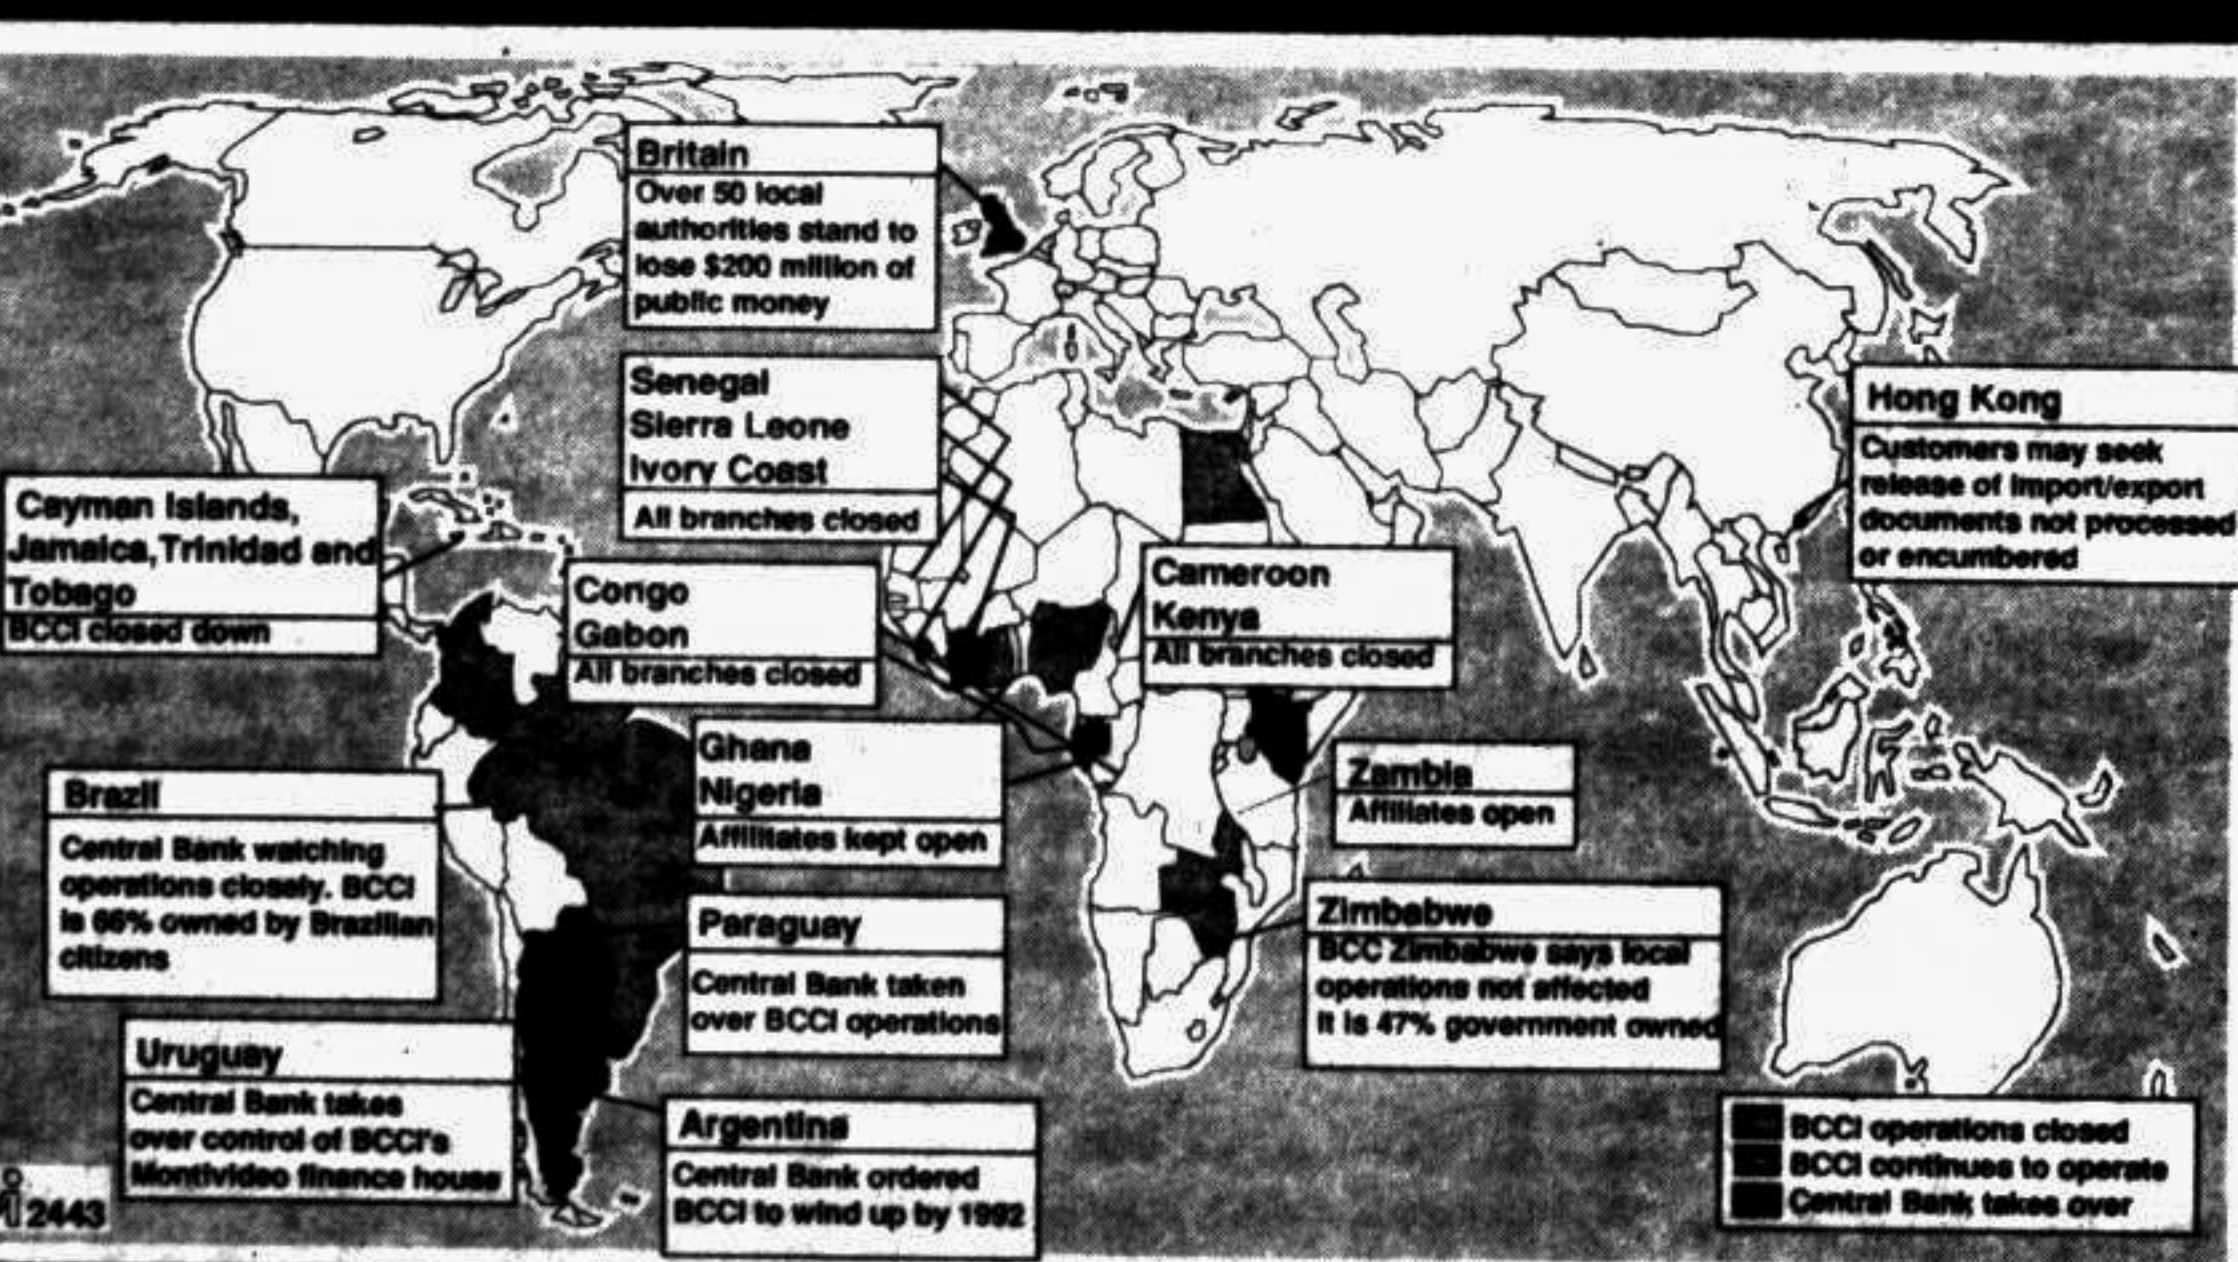 Britain
Over 50 local
authorities stand to
lose $200 million of
public money
Senegal
Sierra Leone
Ivory Coast
All branches closed
Hong Kong
Customers may seek
release of import/export
documents not processed
or encumbered
Cayman Islands,
Jamaica, Trinidad and
Tobago
BCCI closed down
Congo
Gabon
All branches closed
Cameroon
Kenya
All branches closed
Ghana
Nigeria
Affilitates kept open
Zambia
Affiliates open
Brazil
Central Bank watching
operations closely. BCCI
is 66% owned by Brazilian
citizens
Paraguay
Central Bank taken
over BCCI operations
Zimbabwe
BCC Zimbabwe says local
operations not affected
It is 47% government owned
Uruguay
Central Bank takes
over control of BCCI's
Montivideo finance house
Argentina
Central Bank ordered
BCCI to wind up by 1992
BCCI operations closed
BCCI continues to operate
Central Bank takes over
2443